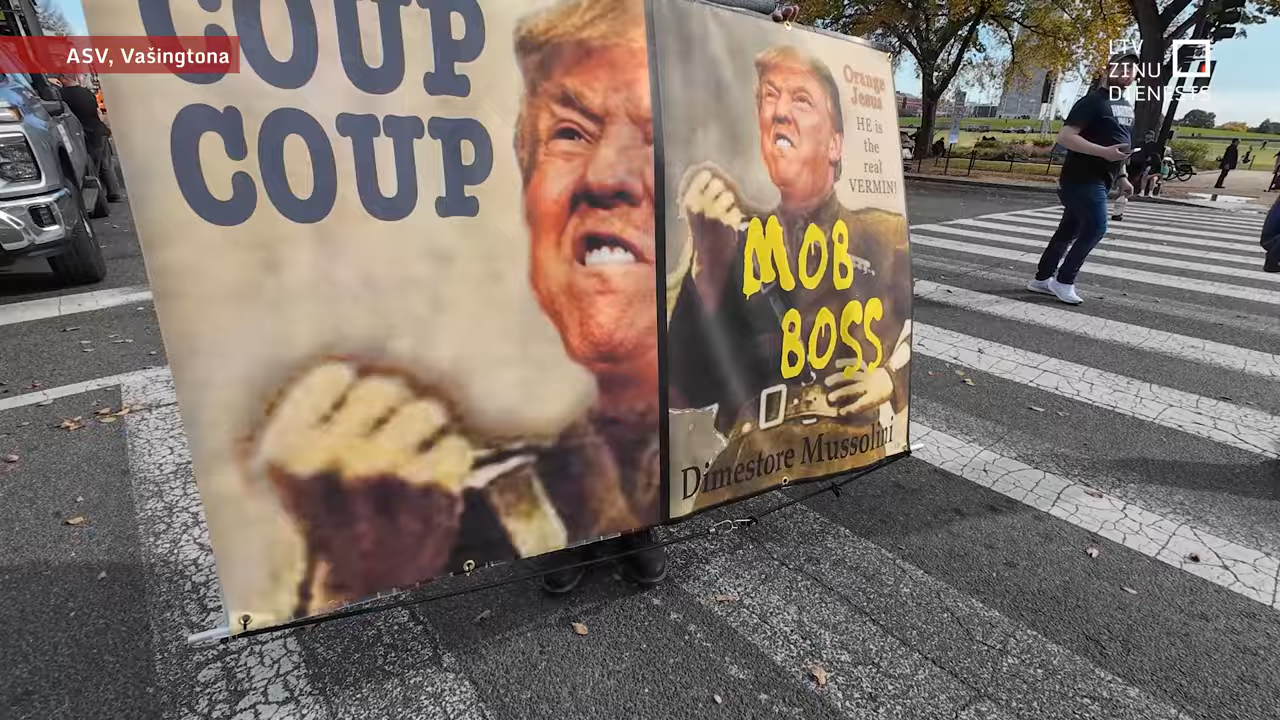 ASV, Vašingtona
LTV
ZIŅU
DIENESTS
COUP
COUP
Orange
Jesus
HE is
the
real
VERMIN!
MOB
BOSS
Dimestore Mussolini